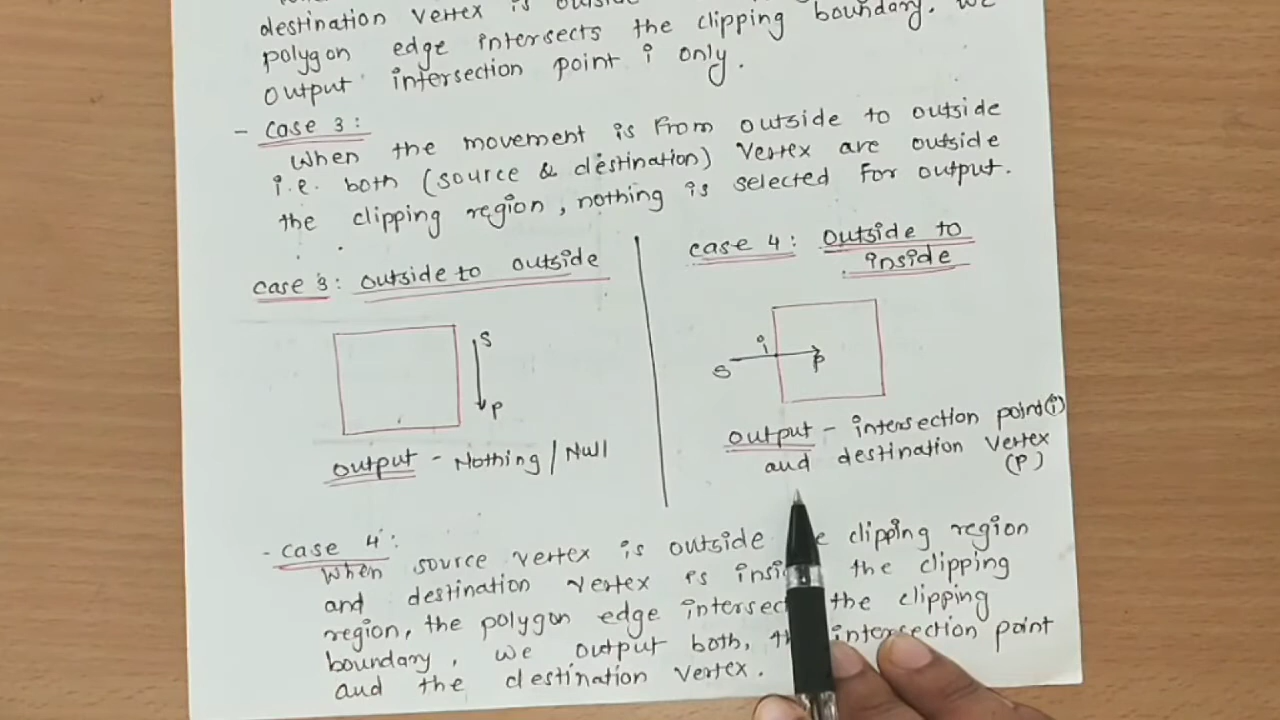 destination vertex is outside
polygon edge intersects the clipping boundary. we
output intersection point i only.
- case 3:
When the movement is from outside to outside
i.e. both (source & destination) vertex are outside
the clipping region, nothing is selected for output.
case 3: outside to outside
S
P
output - Nothing / Null
case 4: outside to
inside
i
S
P
output - intersection point(i)
and destination vertex
(P)
- case 4:
When source vertex is outside clipping region
and destination vertex is the clipping
region, the polygon edge the clipping
boundary, we output both, intersection point
and the destination vertex.